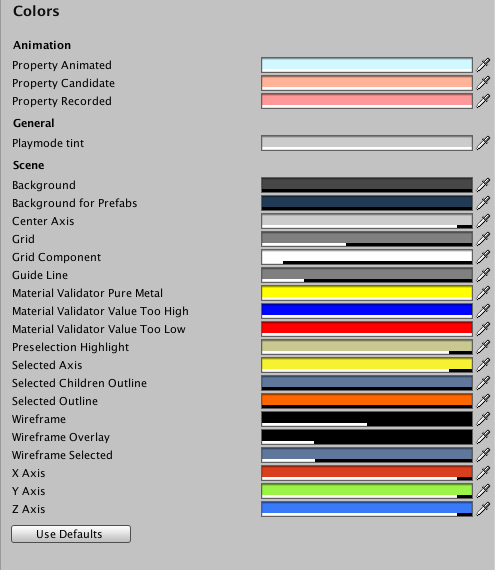 Colors
Animation
Property Animated
Property Candidate
Property Recorded
General
Playmode tint
Scene
Background
Background for Prefabs
Center Axis
Grid
Grid Component
Guide Line
Material Validator Pure Metal
Material Validator Value Too High
Material Validator Value Too Low
Preselection Highlight
Selected Axis
Selected Children Outline
Selected Outline
Wireframe
Wireframe Overlay
Wireframe Selected
X Axis
Y Axis
Z Axis
Use Defaults